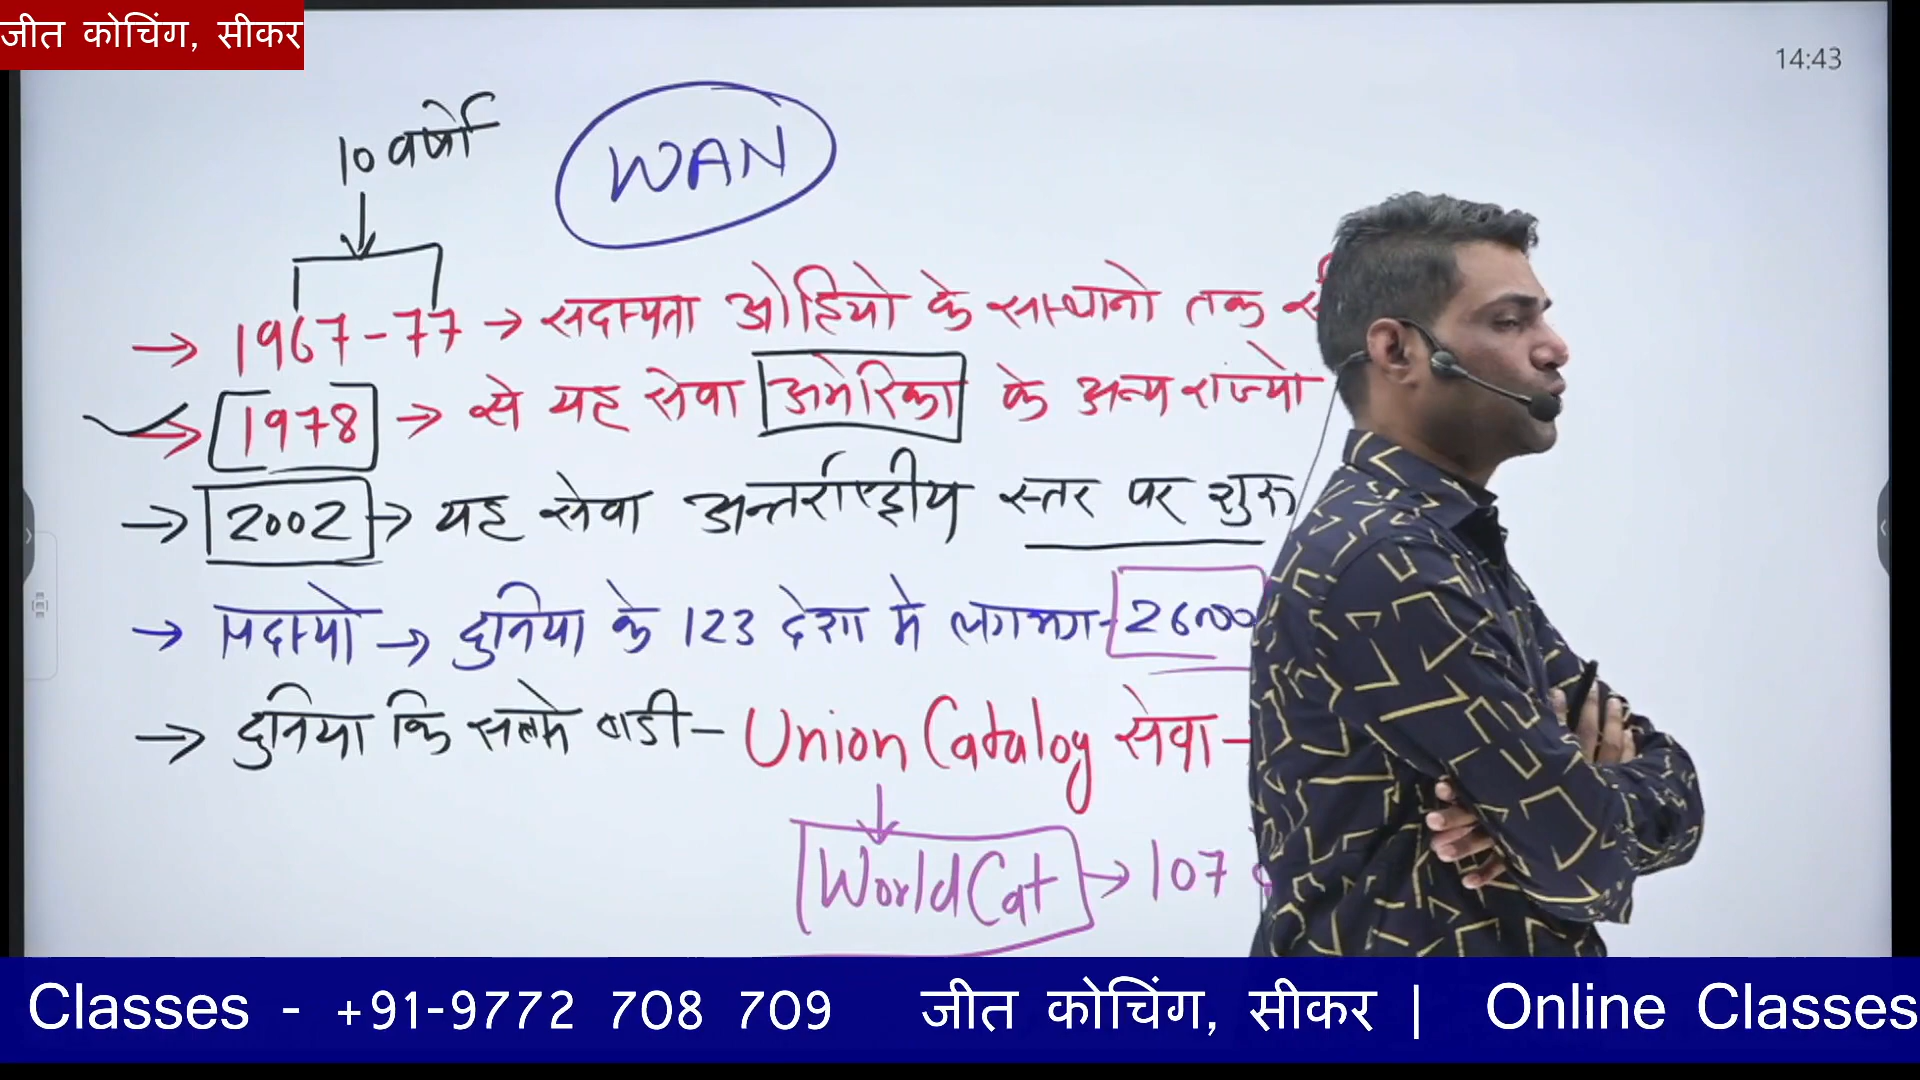 जीत कोचिंग, सीकर
14:43
10 वर्षो
WAN
→ 1967-77 → सदस्यता ओहियो के सस्थानो तक
→ 1978 → से यह सेवा अमेरिका के अन्य राज्यो
→ 2002 → यह सेवा अन्तर्राष्ट्रीय स्तर पर शुरू
→ सदस्यो → दुनिया के 123 देशा मे लगभग - 26000
→ दुनिया कि सबसे बाडी - Union Catalog सेवा -
WorldCat → 107
Classes - +91-9772 708 709 जीत कोचिंग, सीकर | Online Classes